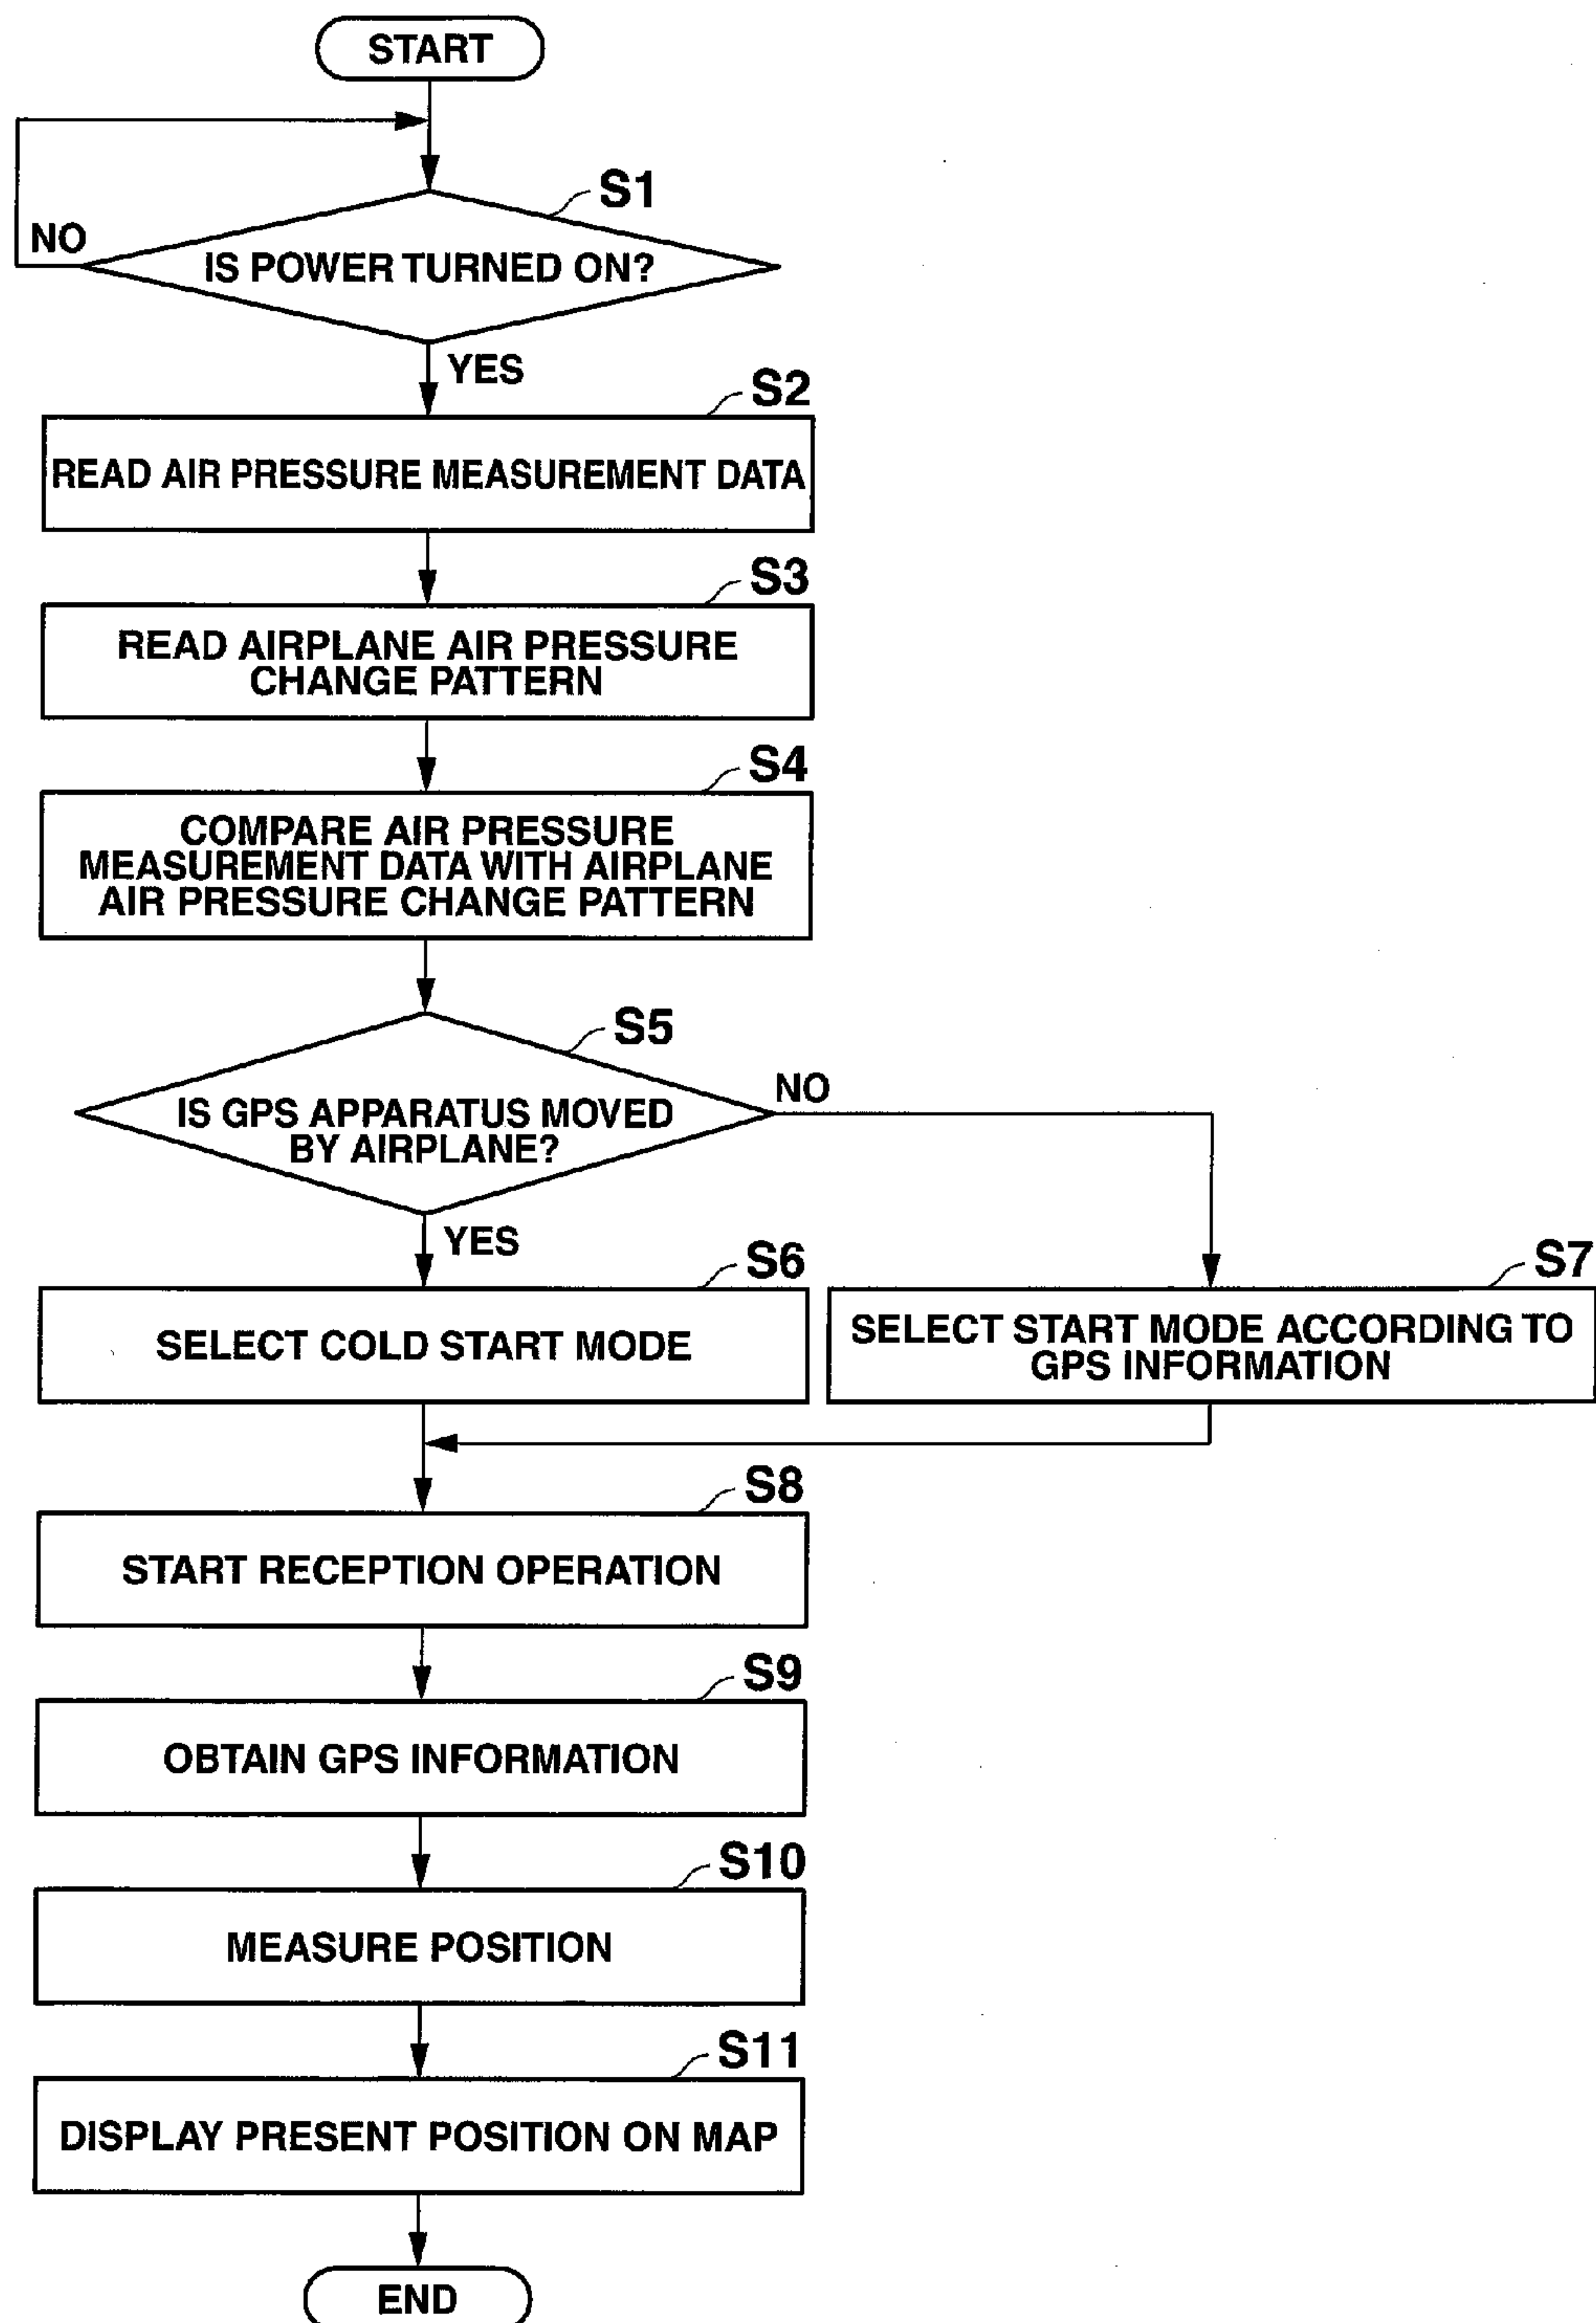 START
S1
NO
IS POWER TURNED ON?
YES
S2
READ AIR PRESSURE MEASUREMENT DATA
S3
READ AIRPLANE AIR PRESSURE
CHANGE PATTERN
S4
COMPARE AIR PRESSURE
MEASUREMENT DATA WITH AIRPLANE
AIR PRESSURE CHANGE PATTERN
S5
NO
IS GPS APPARATUS MOVED
BY AIRPLANE?
YES
S6
SELECT COLD START MODE
S7
SELECT START MODE ACCORDING TO
GPS INFORMATION
S8
START RECEPTION OPERATION
S9
OBTAIN GPS INFORMATION
S10
MEASURE POSITION
S11
DISPLAY PRESENT POSITION ON MAP
END